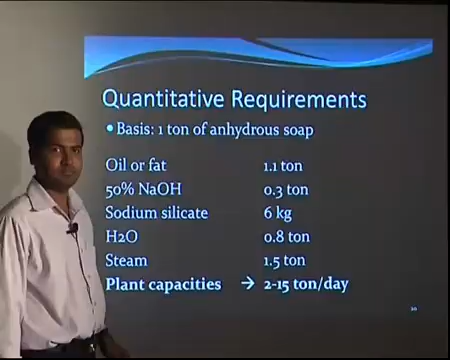 Quantitative Requirements
• Basis: 1 ton of anhydrous soap
Oil or fat 1.1 ton
50% NaOH 0.3 ton
Sodium silicate 6 kg
H2O 0.8 ton
Steam 1.5 ton
Plant capacities → 2-15 ton/day
20